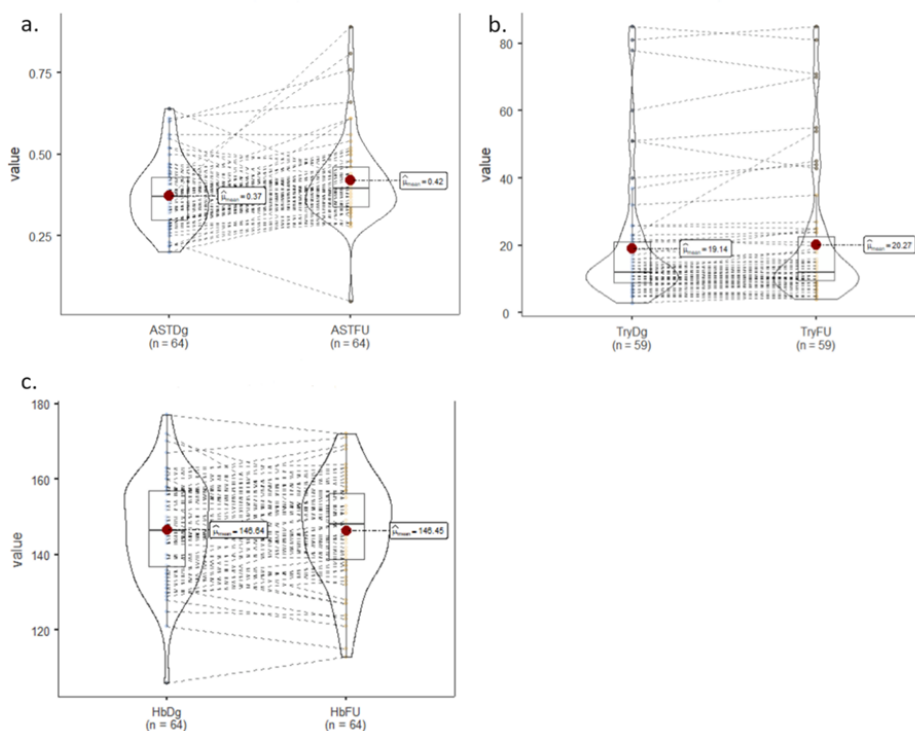 a.
value
0.75
0.50
0.25
μ̂mean = 0.37
μ̂mean = 0.42
ASTDg
(n = 64)
ASTFU
(n = 64)
b.
value
80
60
40
20
0
μ̂mean = 19.14
μ̂mean = 20.27
TryDg
(n = 59)
TryFU
(n = 59)
c.
value
180
160
140
120
μ̂mean = 146.64
μ̂mean = 146.45
HbDg
(n = 64)
HbFU
(n = 64)